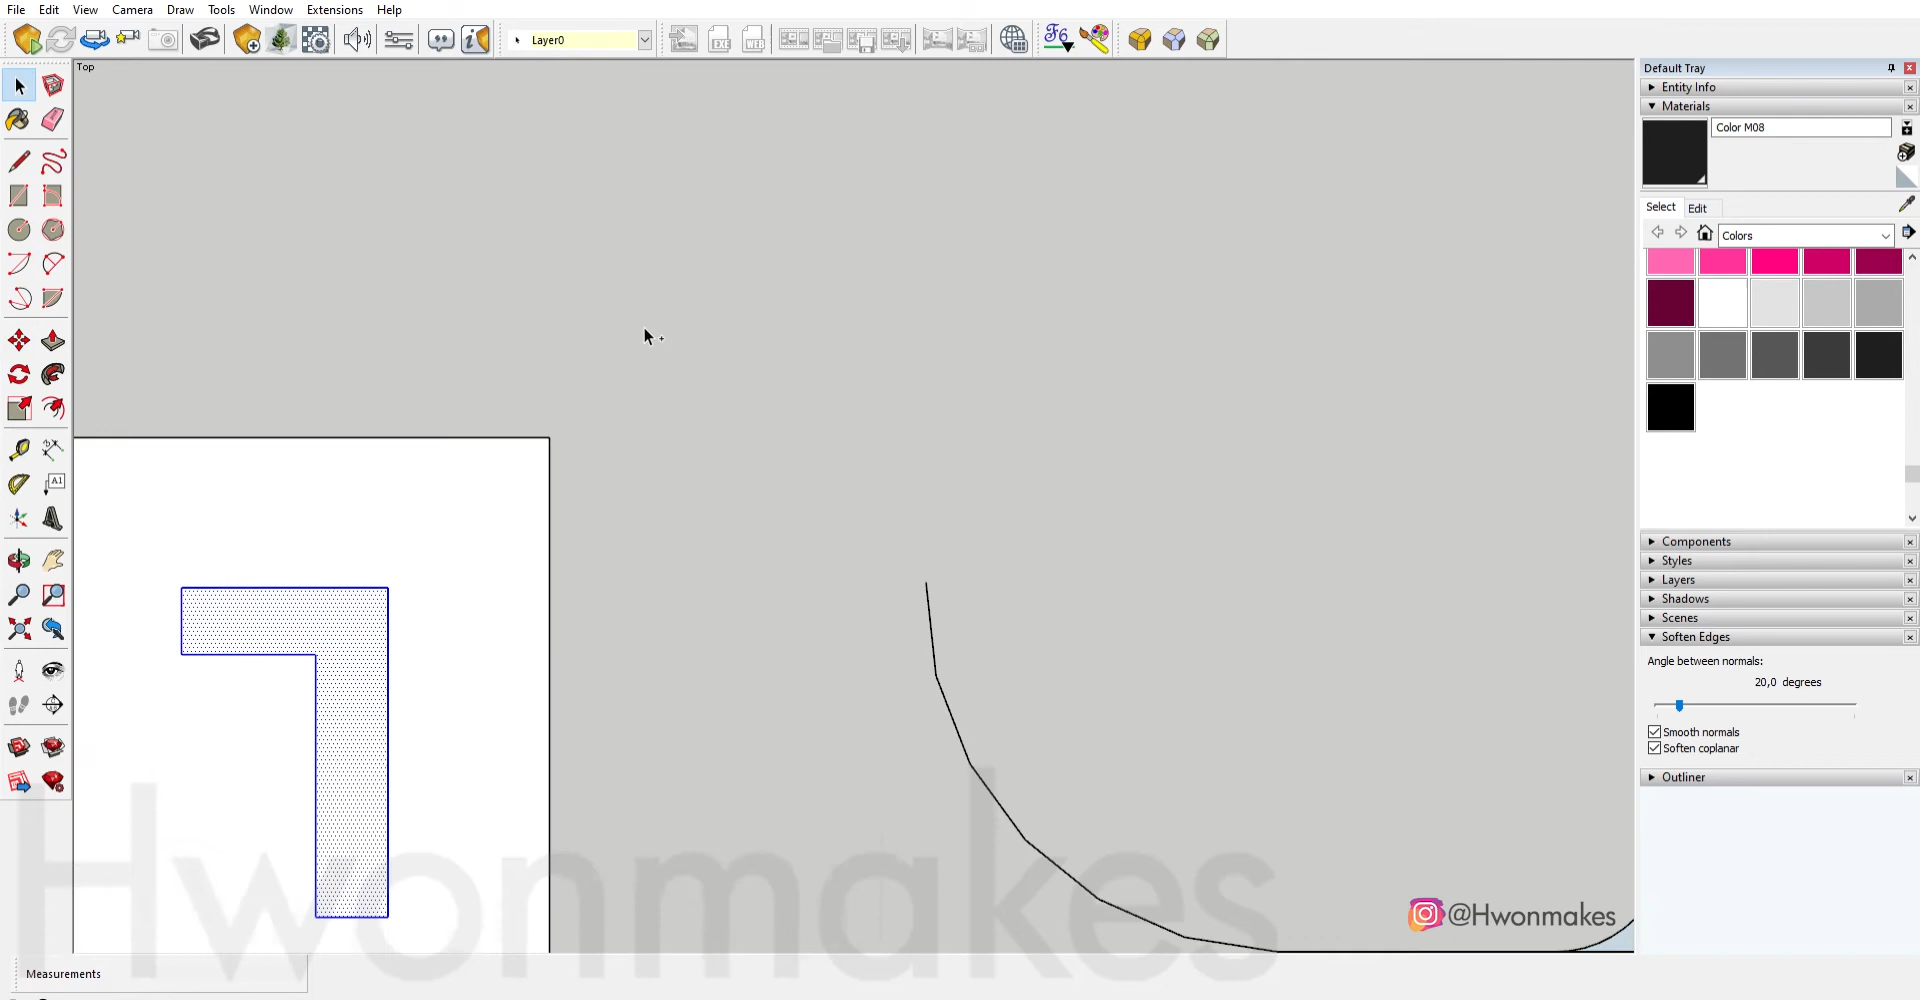 File Edit View Camera Draw Tools Window Extensions Help
Layer0
Top
Default Tray
Entity Info
Materials
Color M08
Select Edit
Colors
Components
Styles
Layers
Shadows
Scenes
Soften Edges
Angle between normals:
20,0 degrees
Smooth normals
Soften coplanar
Outliner
Hwonmakes
@Hwonmakes
Measurements